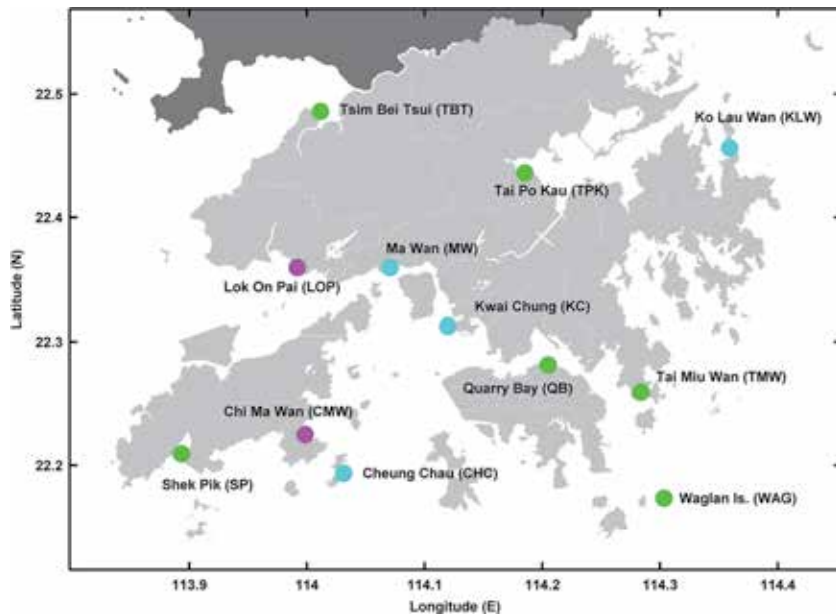 22.5
Tsim Bei Tsui (TBT)
Ko Lau Wan (KLW)
Tai Po Kau (TPK)
22.4
Ma Wan (MW)
Lok On Pai (LOP)
Kwai Chung (KC)
22.3
Tai Miu Wan (TMW)
Quarry Bay (QB)
Chi Ma Wan (CMW)
22.2
Cheung Chau (CHC)
Shek Pik (SP)
Waglan Is. (WAG)
Latitude (N)
113.9 114 114.1 114.2 114.3 114.4
Longitude (E)